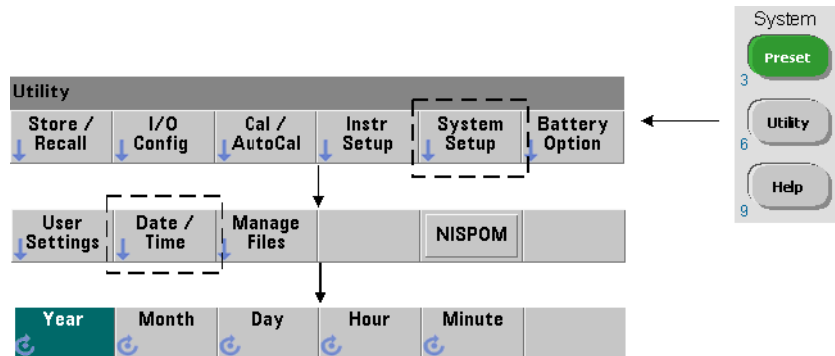 System
Preset
3
Utility
6
Help
9
Utility
Store / Recall
I/O Config
Cal / AutoCal
Instr Setup
System Setup
Battery Option
User Settings
Date / Time
Manage Files
NISPOM
Year
Month
Day
Hour
Minute